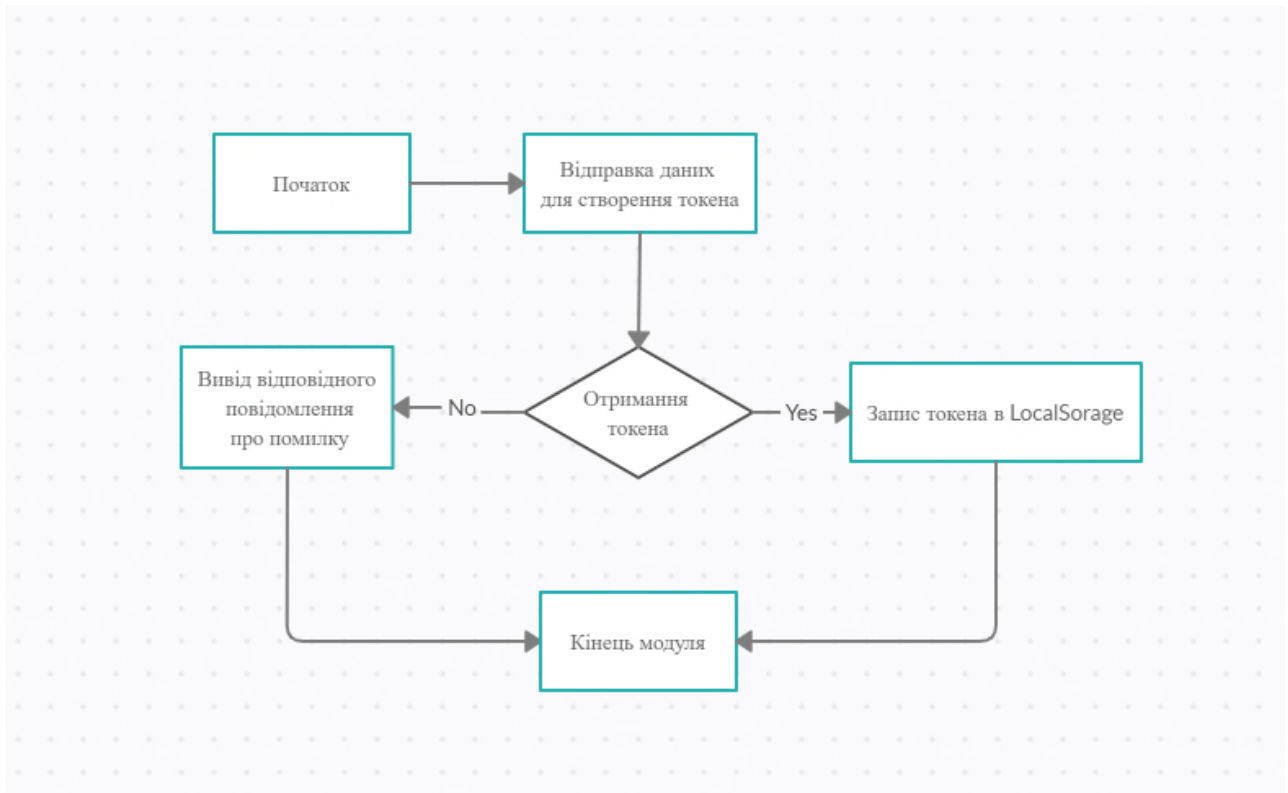 Початок
Відправка даних
для створення токена
Вивід відповідного
повідомлення
про помилку
No
Отримання
токена
Yes
Запис токена в LocalSorage
Кінець модуля